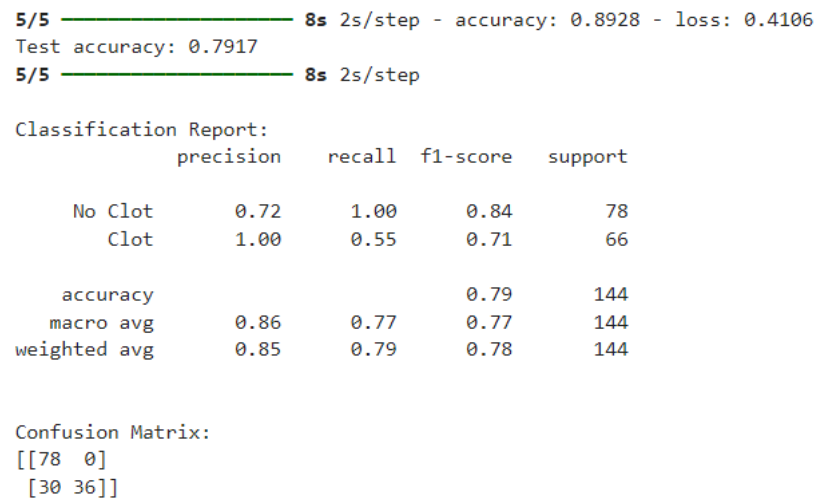 5/5 ━━━━━━━━━━━━━━━━━━━━ 8s 2s/step - accuracy: 0.8928 - loss: 0.4106
Test accuracy: 0.7917
5/5 ━━━━━━━━━━━━━━━━━━━━ 8s 2s/step
Classification Report:
precision recall f1-score support
No Clot 0.72 1.00 0.84 78
Clot 1.00 0.55 0.71 66
accuracy 0.79 144
macro avg 0.86 0.77 0.77 144
weighted avg 0.85 0.79 0.78 144
Confusion Matrix:
[[78 0]
[30 36]]